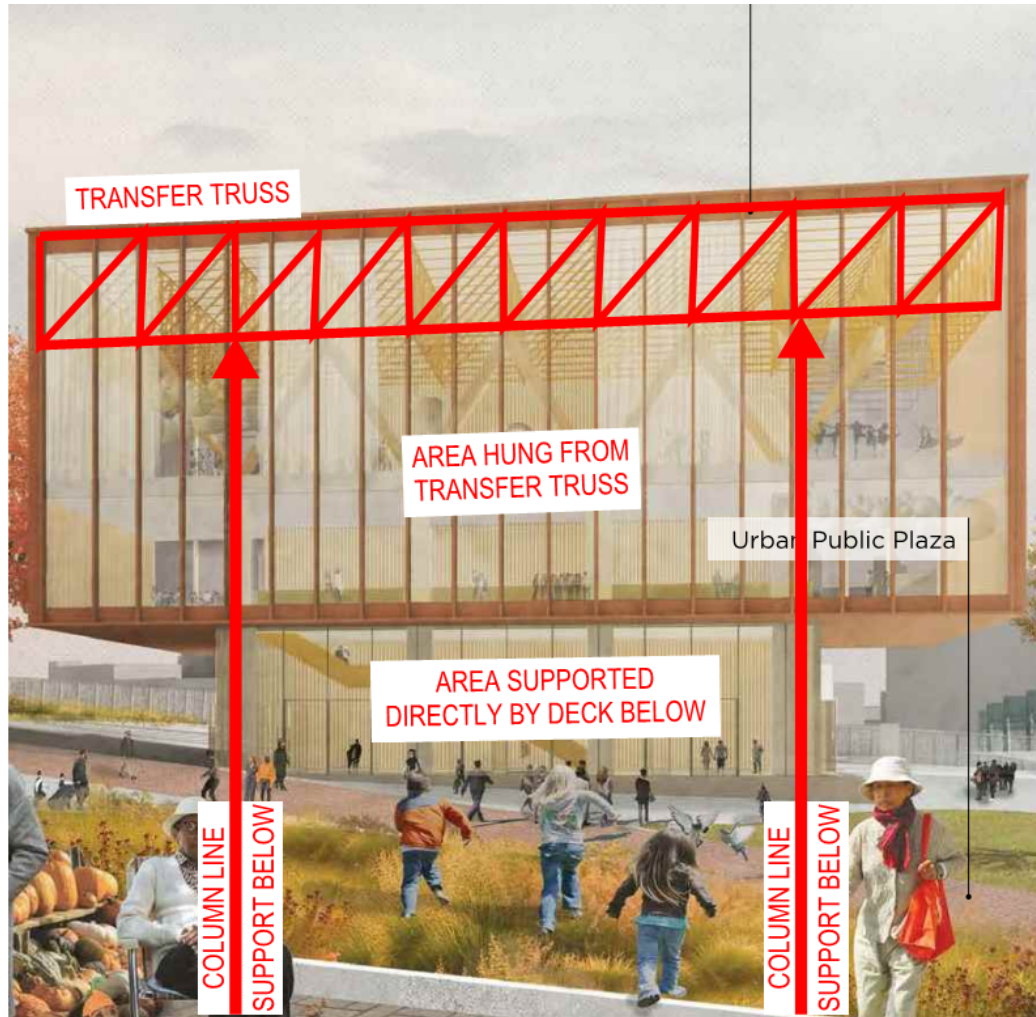 TRANSFER TRUSS
AREA HUNG FROM
TRANSFER TRUSS
Urban Public Plaza
AREA SUPPORTED
DIRECTLY BY DECK BELOW
COLUMN LINE
SUPPORT BELOW
COLUMN LINE
SUPPORT BELOW